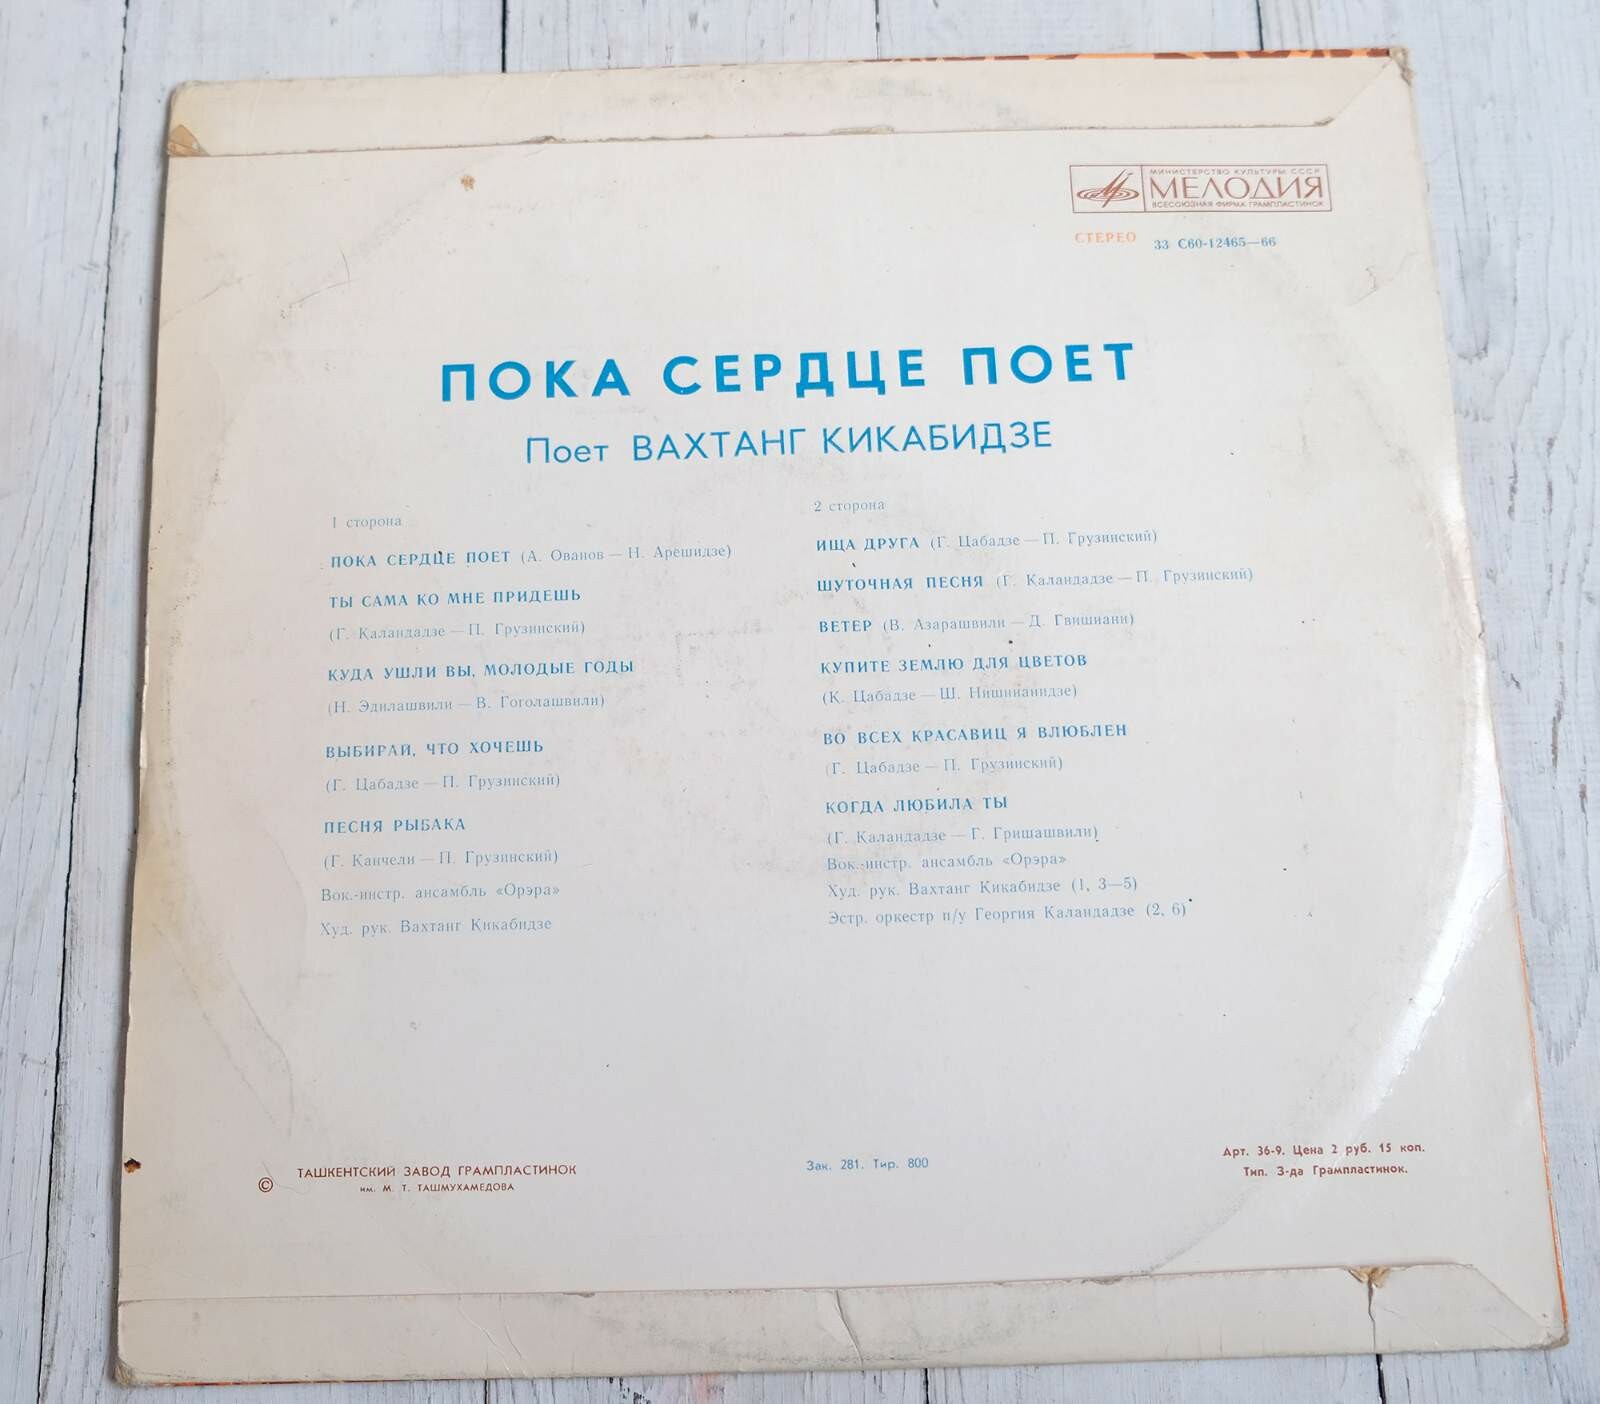 МИНИСТЕРСТВО КУЛЬТУРЫ СССР
МЕЛОДИЯ
ВСЕСОЮЗНАЯ ФИРМА ГРАМПЛАСТИНОК
СТЕРЕО 33 С60-12465—66
ПОКА СЕРДЦЕ ПОЕТ
Поет ВАХТАНГ КИКАБИДЗЕ
1 сторона
ПОКА СЕРДЦЕ ПОЕТ (А. Ованов — Н. Арешидзе)
ТЫ САМА КО МНЕ ПРИДЕШЬ
(Г. Каландадзе — П. Грузинский)
КУДА УШЛИ ВЫ, МОЛОДЫЕ ГОДЫ
(Н. Эдилашвили — В. Гоголашвили)
ВЫБИРАЙ, ЧТО ХОЧЕШЬ
(Г. Цабадзе — П. Грузинский)
ПЕСНЯ РЫБАКА
(Г. Канчели — П. Грузинский)
Вок.-инстр. ансамбль «Орэра»
Худ. рук. Вахтанг Кикабидзе
2 сторона
ИЩА ДРУГА (Г. Цабадзе — П. Грузинский)
ШУТОЧНАЯ ПЕСНЯ (Г. Каландадзе — П. Грузинский)
ВЕТЕР (В. Азарашвили — Д. Гвишиани)
КУПИТЕ ЗЕМЛЮ ДЛЯ ЦВЕТОВ
(К. Цабадзе — Ш. Нишнианидзе)
ВО ВСЕХ КРАСАВИЦ Я ВЛЮБЛЕН
(Г. Цабадзе — П. Грузинский)
КОГДА ЛЮБИЛА ТЫ
(Г. Каландадзе — Г. Гришашвили)
Вок.-инстр. ансамбль «Орэра»
Худ. рук. Вахтанг Кикабидзе (1, 3—5)
Эстр. оркестр п/у Георгия Каландадзе (2, 6)
© ТАШКЕНТСКИЙ ЗАВОД ГРАМПЛАСТИНОК
им. М. Т. ТАШМУХАМЕДОВА
Зак. 281. Тир. 800
Арт. 36-9. Цена 2 руб. 15 коп.
Тип. З-да Грампластинок.